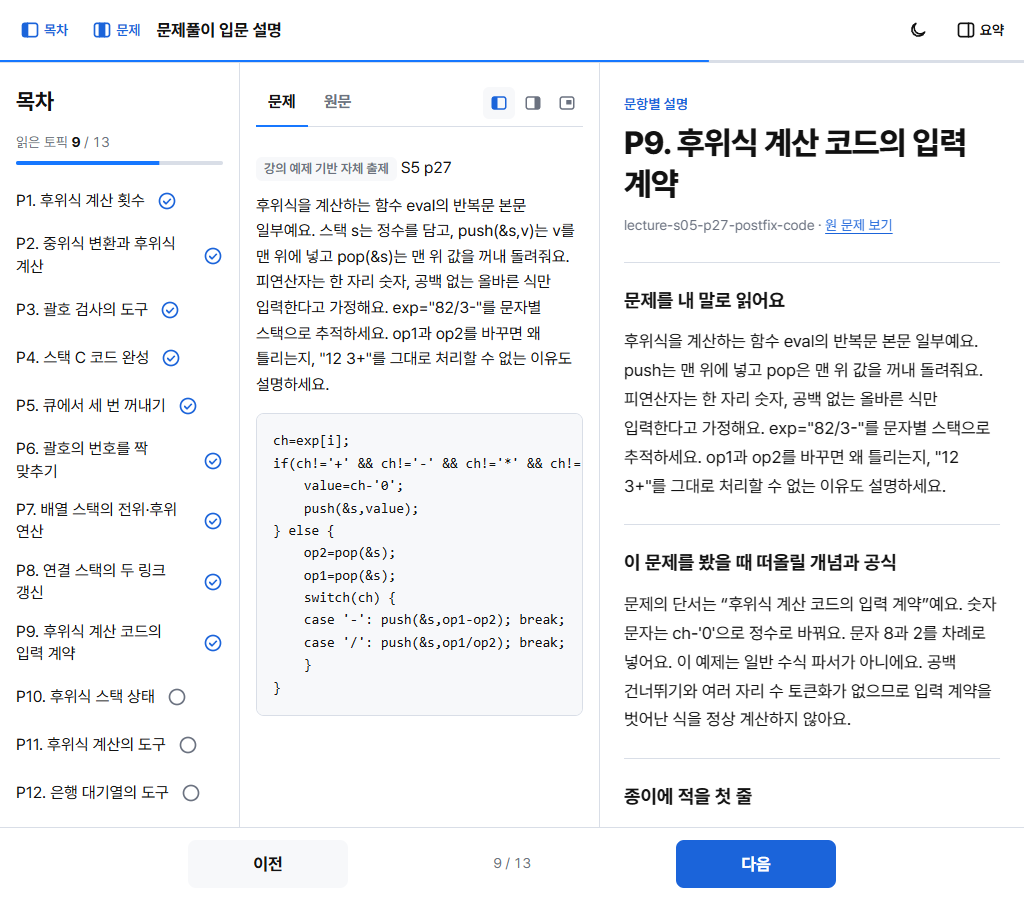 목차
문제
문제풀이 입문 설명
요약
목차
읽은 토픽 9 / 13
P1. 후위식 계산 횟수
P2. 중위식 변환과 후위식
계산
P3. 괄호 검사의 도구
P4. 스택 C 코드 완성
P5. 큐에서 세 번 꺼내기
P6. 괄호의 번호를 짝
맞추기
P7. 배열 스택의 전위·후위
연산
P8. 연결 스택의 두 링크
갱신
P9. 후위식 계산 코드의
입력 계약
P10. 후위식 스택 상태
P11. 후위식 계산의 도구
P12. 은행 대기열의 도구
문제
원문
강의 예제 기반 자체 출제 S5 p27
후위식을 계산하는 함수 eval의 반복문 본문
일부예요. 스택 s는 정수를 담고, push(&s,v)는 v를
맨 위에 넣고 pop(&s)는 맨 위 값을 꺼내 돌려줘요.
피연산자는 한 자리 숫자, 공백 없는 올바른 식만
입력한다고 가정해요. exp="82/3-"를 문자별
스택으로 추적하세요. op1과 op2를 바꾸면 왜
틀리는지, "12 3+"를 그대로 처리할 수 없는 이유도
설명하세요.
ch=exp[i];
if(ch!='+' && ch!='-' && ch!='*' && ch!=
    value=ch-'0';
    push(&s,value);
} else {
    op2=pop(&s);
    op1=pop(&s);
    switch(ch) {
    case '-': push(&s,op1-op2); break;
    case '/': push(&s,op1/op2); break;
    }
}
문항별 설명
P9. 후위식 계산 코드의 입력
계약
lecture-s05-p27-postfix-code · 원 문제 보기
문제를 내 말로 읽어요
후위식을 계산하는 함수 eval의 반복문 본문 일부예요.
push는 맨 위에 넣고 pop은 맨 위 값을 꺼내 돌려줘요.
피연산자는 한 자리 숫자, 공백 없는 올바른 식만
입력한다고 가정해요. exp="82/3-"를 문자별 스택으로
추적하세요. op1과 op2를 바꾸면 왜 틀리는지, "12
3+"를 그대로 처리할 수 없는 이유도 설명하세요.
이 문제를 봤을 때 떠올릴 개념과 공식
문제의 단서는 “후위식 계산 코드의 입력 계약”예요. 숫자
문자는 ch-'0'으로 정수로 바꿔요. 문자 8과 2를 차례로
넣어요. 이 예제는 일반 수식 파서가 아니에요. 공백
건너뛰기와 여러 자리 수 토큰화가 없으므로 입력 계약을
벗어난 식을 정상 계산하지 않아요.
종이에 적을 첫 줄
이전
9 / 13
다음